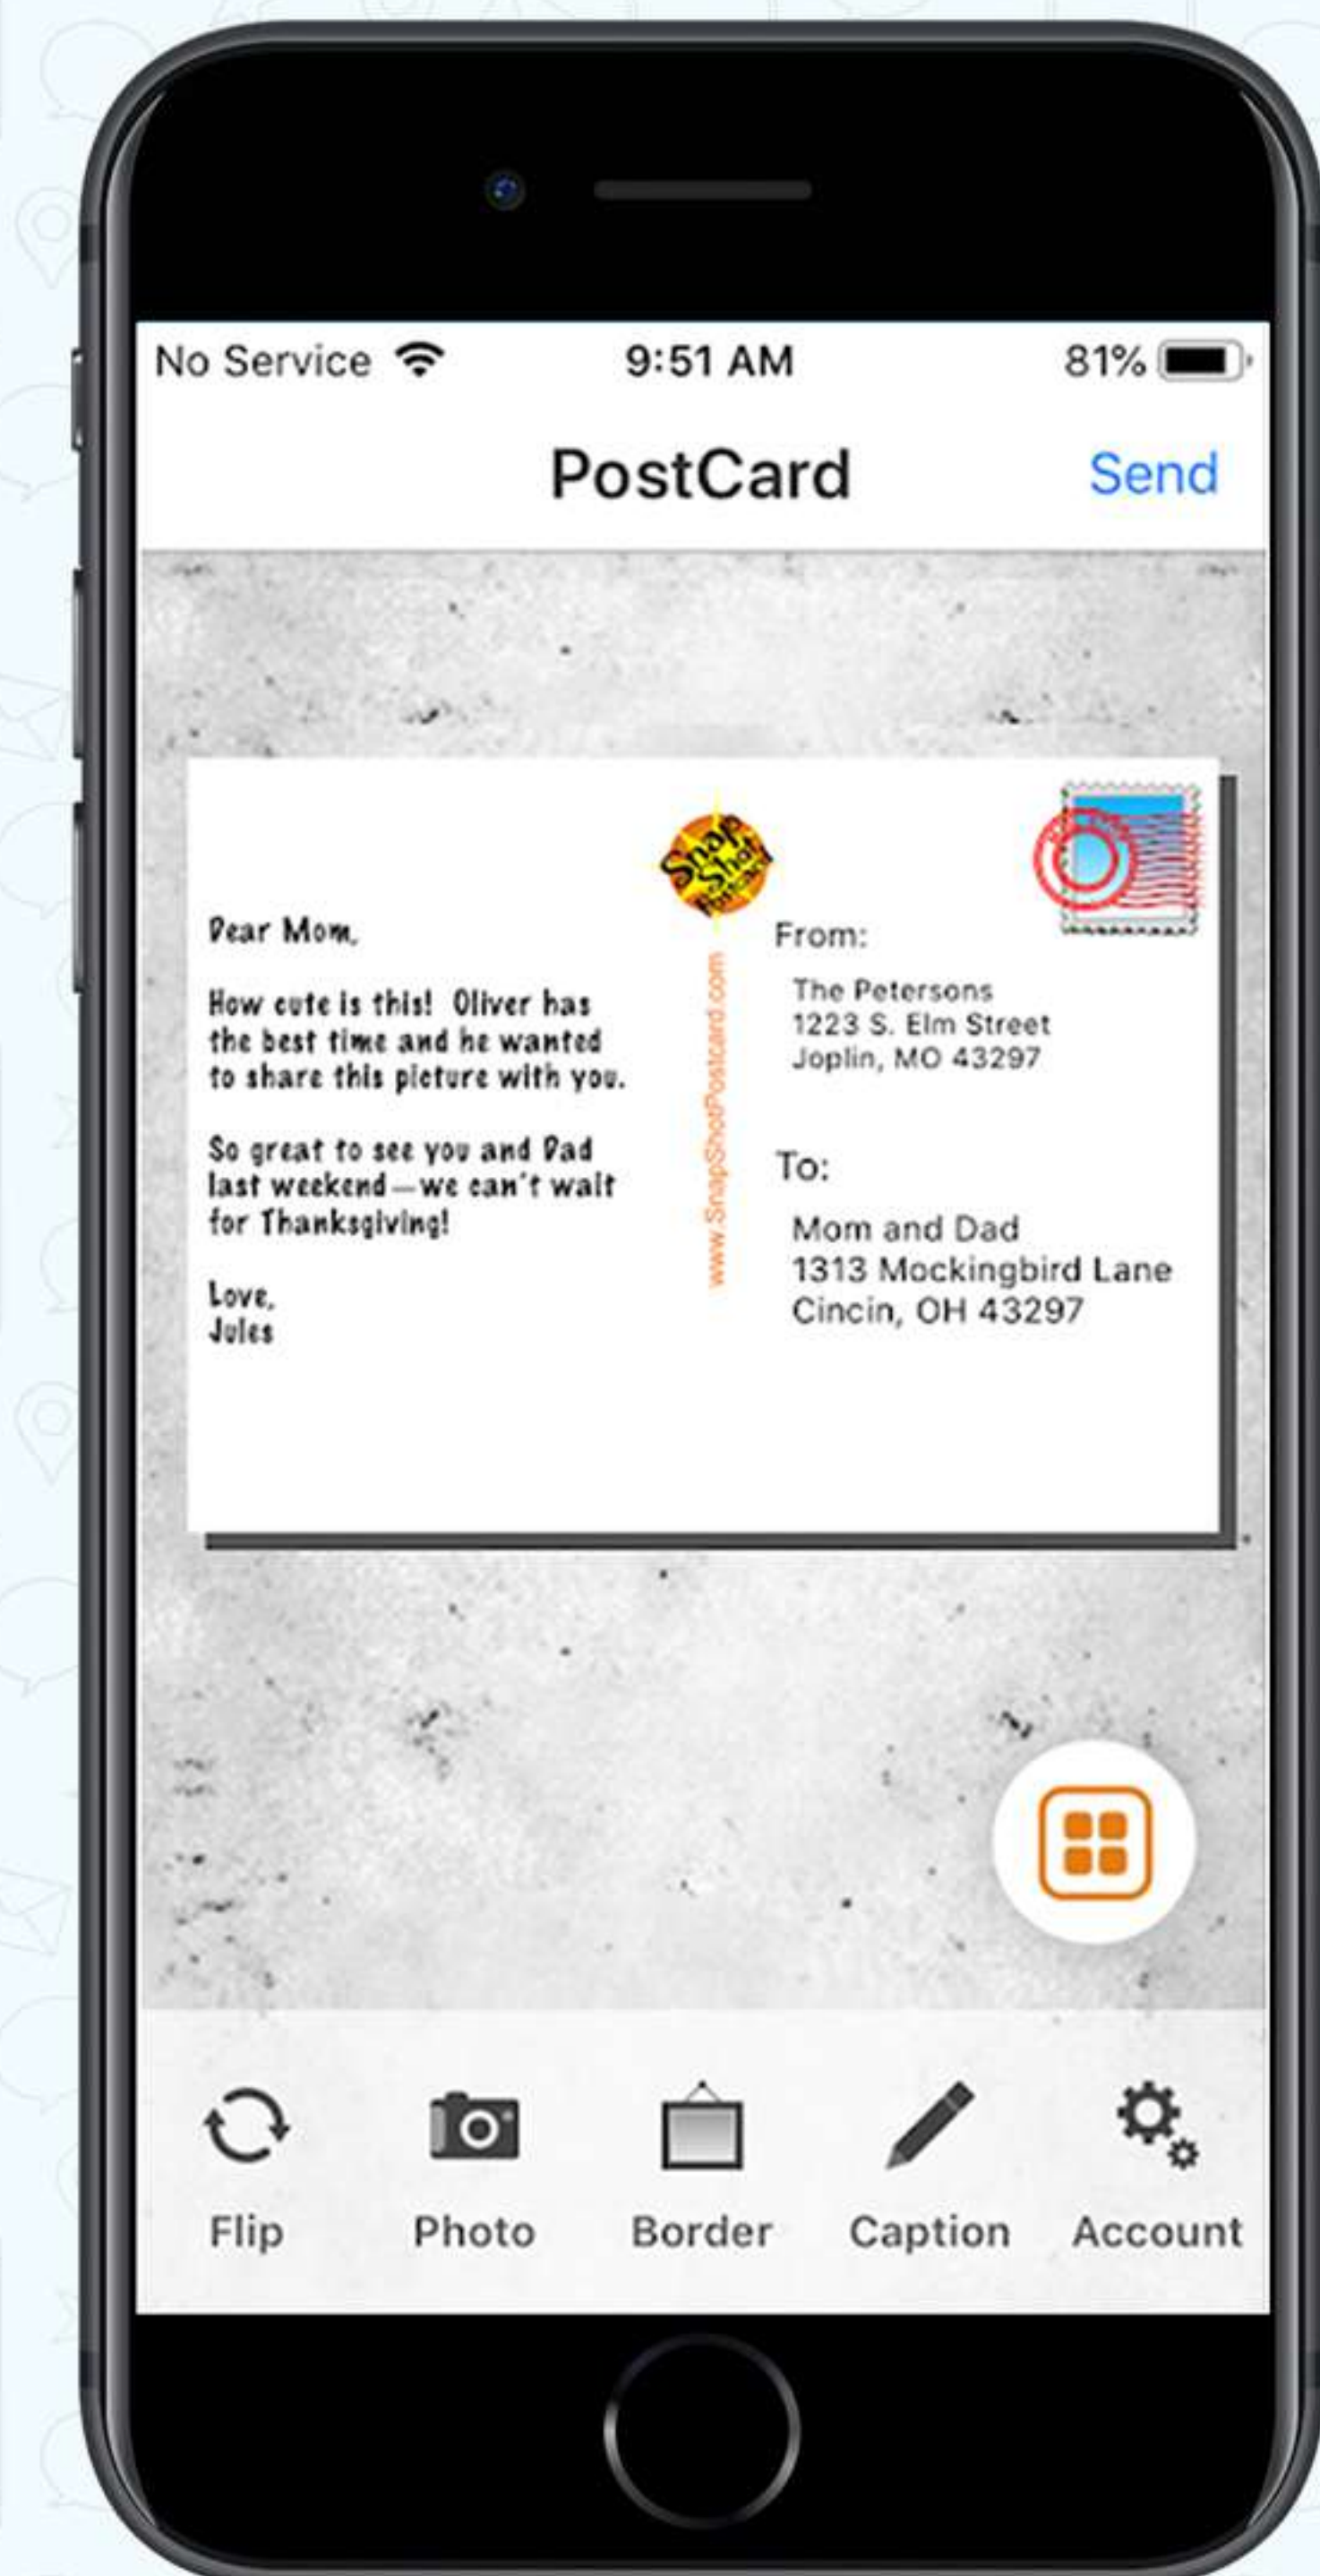 No Service 9:51 AM 81%
PostCard Send
Snap
Shot
Postcard
Dear Mom,
How cute is this! Oliver has
the best time and he wanted
to share this picture with you.
So great to see you and Dad
last weekend—we can't wait
for Thanksgiving!
Love,
Jules
www.SnapShotPostcard.com
From:
The Petersons
1223 S. Elm Street
Joplin, MO 43297
To:
Mom and Dad
1313 Mockingbird Lane
Cincin, OH 43297
Flip Photo Border Caption Account